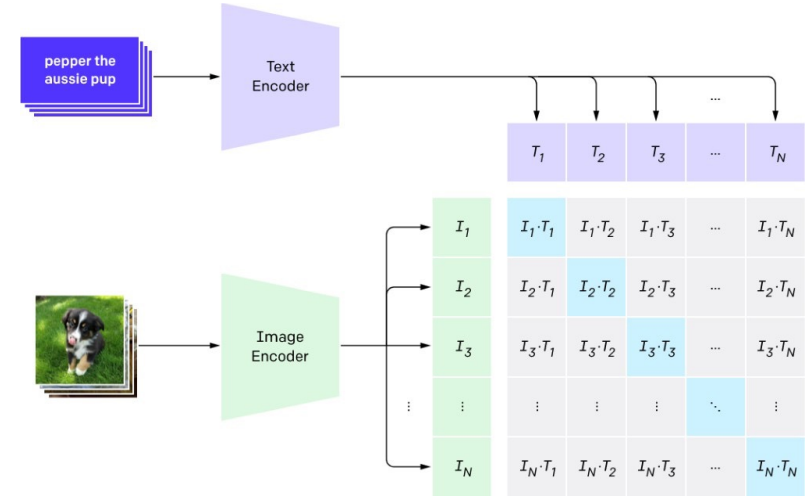 pepper the
aussie pup
Text
Encoder
...
T1 T2 T3 ... TN
I1 I1·T1 I1·T2 I1·T3 ... I1·TN
I2 I2·T1 I2·T2 I2·T3 ... I2·TN
Image
Encoder
I3 I3·T1 I3·T2 I3·T3 ... I3·TN
⋮ ⋮ ⋮ ⋮ ⋮ ⋱ ⋮
IN IN·T1 IN·T2 IN·T3 ... IN·TN